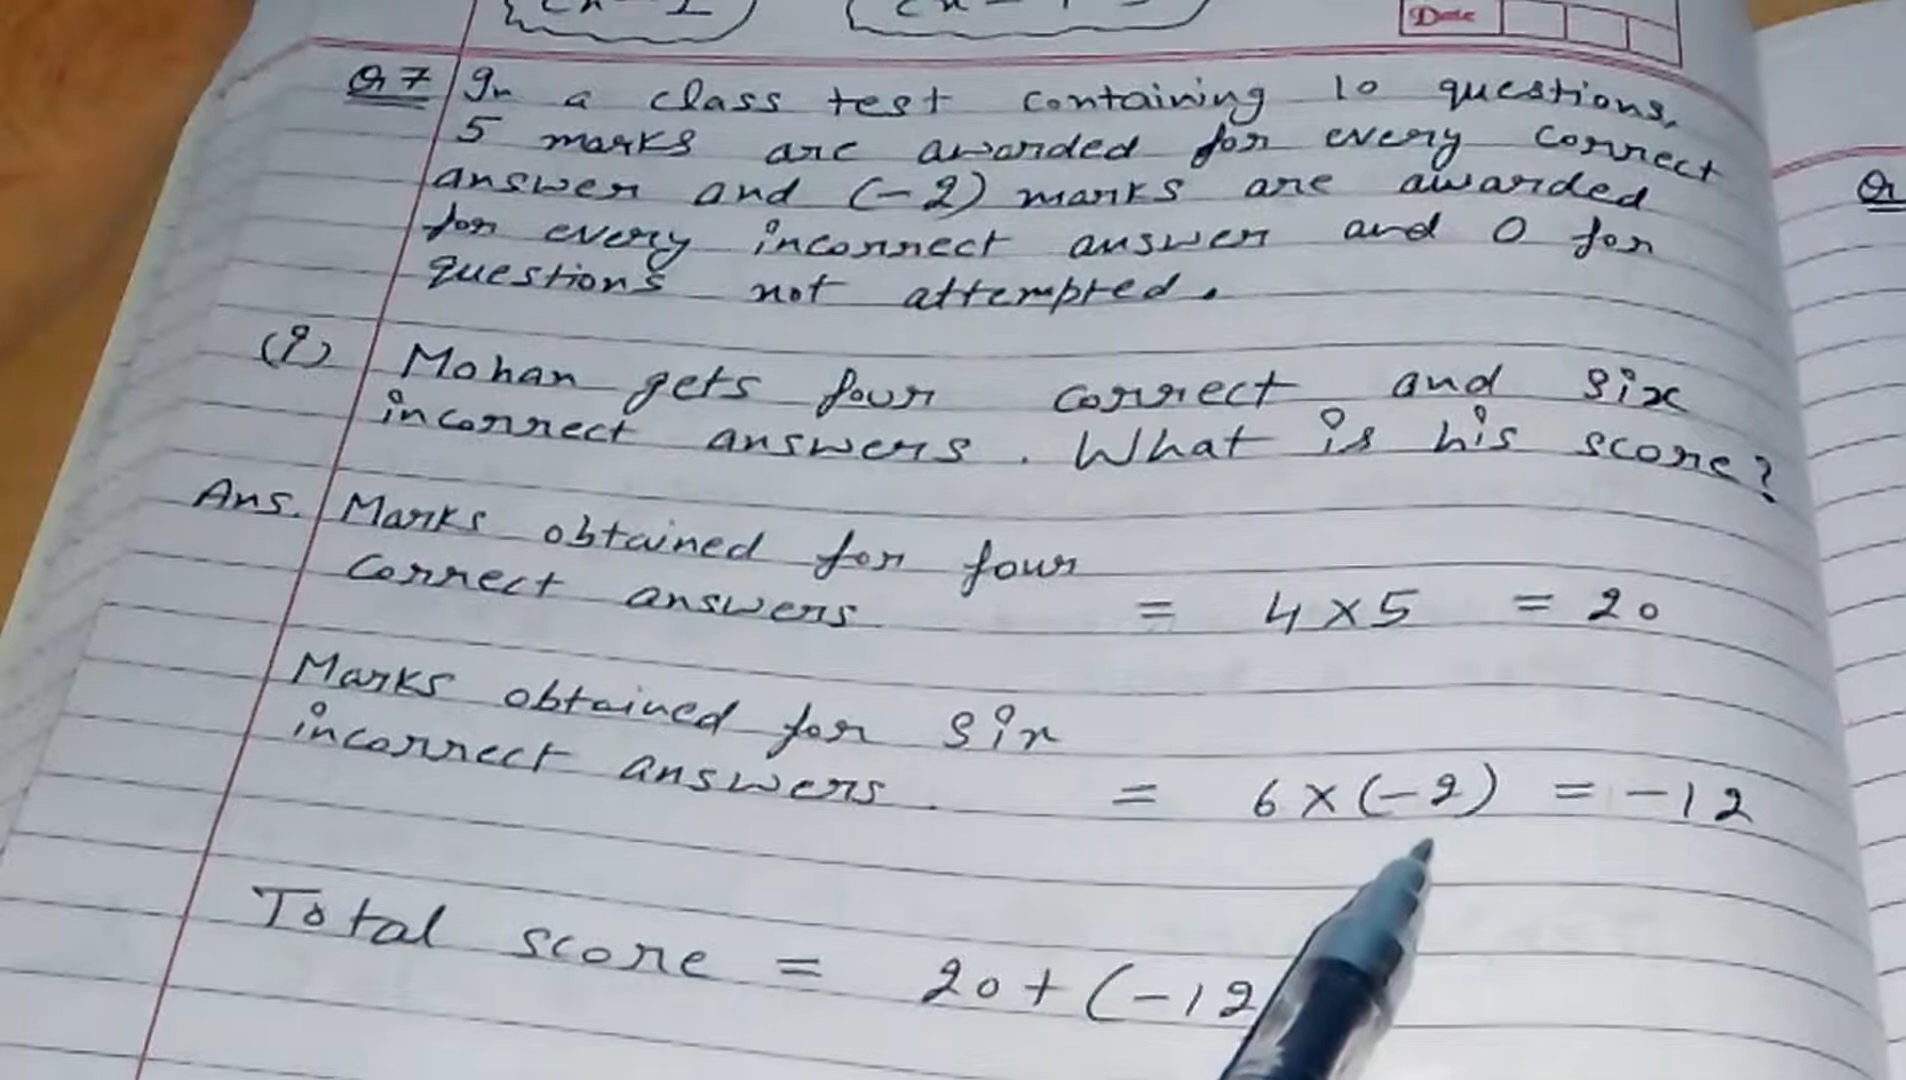 Date
Q7 In a class test containing 10 questions,
5 marks are awarded for every correct
answer and (-2) marks are awarded
for every incorrect answer and 0 for
questions not attempted.
(i) Mohan gets four correct and six
incorrect answers. What is his score?
Ans. Marks obtained for four
correct answers = 4 x 5 = 20
Marks obtained for six
incorrect answers. = 6 x (-2) = -12
Total score = 20 + (-12